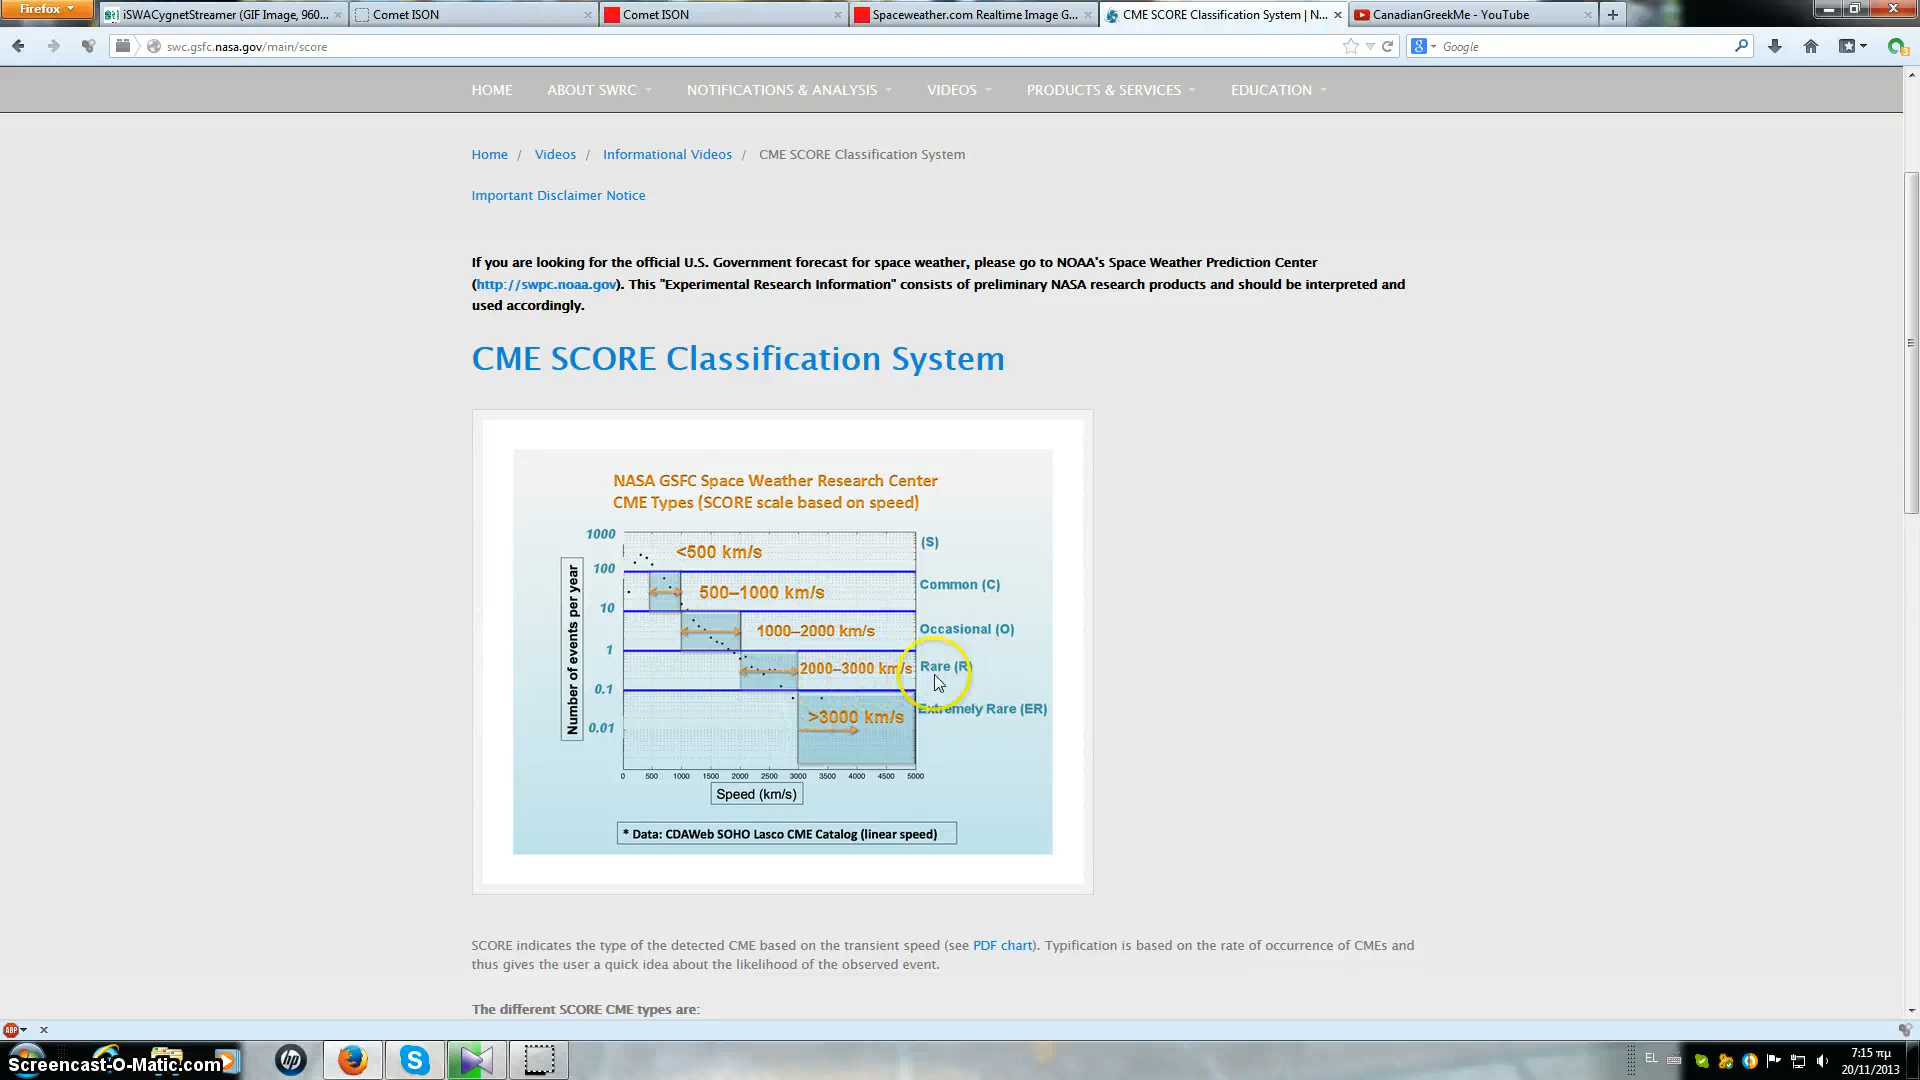 Firefox
iSWACygnetStreamer (GIF Image, 960...
Comet ISON
Comet ISON
Spaceweather.com Realtime Image G...
CME SCORE Classification System | N...
CanadianGreekMe - YouTube
swc.gsfc.nasa.gov/main/score
Google
HOME
ABOUT SWRC
NOTIFICATIONS & ANALYSIS
VIDEOS
PRODUCTS & SERVICES
EDUCATION
Home / Videos / Informational Videos / CME SCORE Classification System
Important Disclaimer Notice
If you are looking for the official U.S. Government forecast for space weather, please go to NOAA's Space Weather Prediction Center
(http://swpc.noaa.gov). This "Experimental Research Information" consists of preliminary NASA research products and should be interpreted and
used accordingly.
CME SCORE Classification System
NASA GSFC Space Weather Research Center
CME Types (SCORE scale based on speed)
Number of events per year
1000
100
10
1
0.1
0.01
<500 km/s
(S)
500–1000 km/s
Common (C)
1000–2000 km/s
Occasional (O)
2000–3000 km/s
Rare (R)
>3000 km/s
Extremely Rare (ER)
0 500 1000 1500 2000 2500 3000 3500 4000 4500 5000
Speed (km/s)
* Data: CDAWeb SOHO Lasco CME Catalog (linear speed)
SCORE indicates the type of the detected CME based on the transient speed (see PDF chart). Typification is based on the rate of occurrence of CMEs and
thus gives the user a quick idea about the likelihood of the observed event.
The different SCORE CME types are:
ABP
Screencast-O-Matic.com
hp
EL
7:15 πμ
20/11/2013